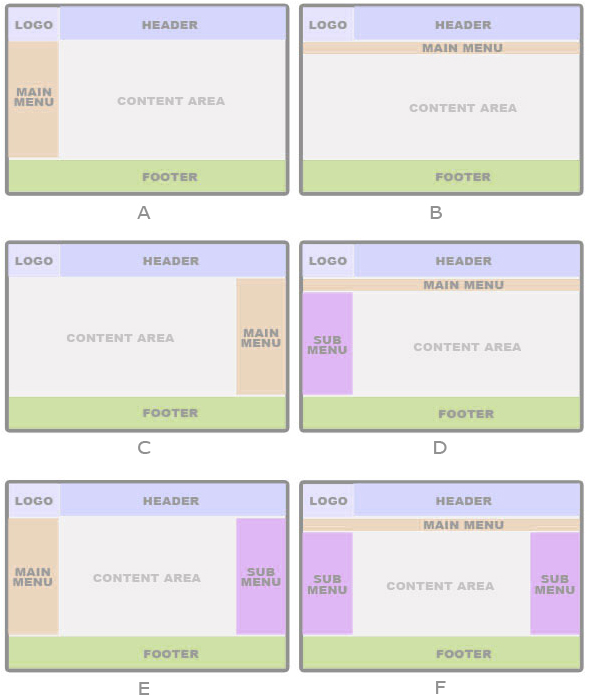 LOGO HEADER
MAIN
MENU
CONTENT AREA
FOOTER
A
LOGO HEADER
MAIN MENU
CONTENT AREA
FOOTER
B
LOGO HEADER
CONTENT AREA
MAIN
MENU
FOOTER
C
LOGO HEADER
MAIN MENU
SUB
MENU
CONTENT AREA
FOOTER
D
LOGO HEADER
MAIN
MENU
CONTENT AREA
SUB
MENU
FOOTER
E
LOGO HEADER
MAIN MENU
SUB
MENU
CONTENT AREA
SUB
MENU
FOOTER
F